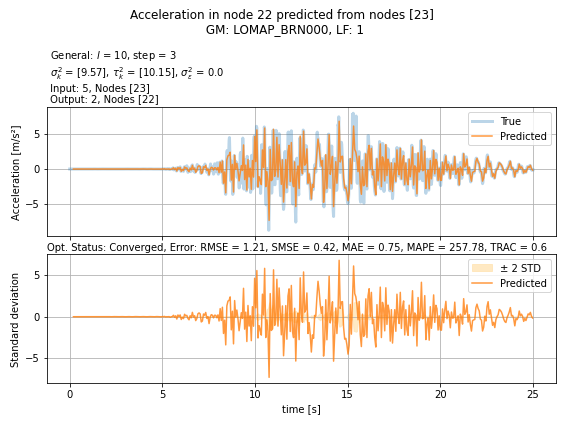 Acceleration in node 22 predicted from nodes [23]
GM: LOMAP_BRN000, LF: 1
General: l = 10, step = 3
σ²ₖ = [9.57], τ²ₖ = [10.15], σ²ε = 0.0
Input: 5, Nodes [23]
Output: 2, Nodes [22]
Acceleration [m/s²]
5
0
−5
True
Predicted
Opt. Status: Converged, Error: RMSE = 1.21, SMSE = 0.42, MAE = 0.75, MAPE = 257.78, TRAC = 0.6
Standard deviation
5
0
−5
± 2 STD
Predicted
0 5 10 15 20 25
time [s]